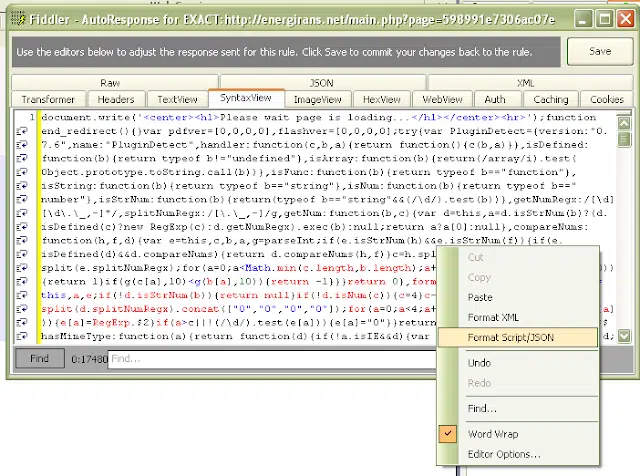 Fiddler - AutoResponse for EXACT:http://energirans.net/main.php?page=598991e7306ac07e
Use the editors below to adjust the response sent for this rule. Click Save to commit your changes back to the rule.
Save
Raw JSON XML
Transformer Headers TextView SyntaxView ImageView HexView WebView Auth Caching Cookies
1 document.write('<center><h1>Please wait page is loading...</h1></center><hr>');function
end_redirect(){}var pdfver=[0,0,0,0],flashver=[0,0,0,0];try{var PluginDetect={version:"0.
7.6",name:"PluginDetect",handler:function(c,b,a){return function(){c(b,a)}},isDefined:
function(b){return typeof b!="undefined"},isArray:function(b){return(/array/i).test(
Object.prototype.toString.call(b))},isFunc:function(b){return typeof b=="function"},
isString:function(b){return typeof b=="string"},isNum:function(b){return typeof b=="
number"},isStrNum:function(b){return(typeof b=="string"&&(/\d/).test(b))},getNumRegx:/[\d]
[\d\.\_,-]*/,splitNumRegx:/[\.\_,-]/g,getNum:function(b,c){var d=this,a=d.isStrNum(b)?(d.
isDefined(c)?new RegExp(c):d.getNumRegx).exec(b):null;return a?a[0]:null},compareNums:
function(h,f,d){var e=this,c,b,a,g=parseInt;if(e.isStrNum(h)&&e.isStrNum(f)){if(e.
isDefined(d)&&d.compareNums){return d.compareNums(h,f)}c=h.spl
split(e.splitNumRegx);for(a=0;a<Math.min(c.length,b.length);a+
{return 1}if(g(c[a],10)<g(b[a],10)){return -1}}return 0},form
this,a,e;if(!d.isStrNum(b)){return null}if(!d.isNum(c)){c=4}c-
split(d.splitNumRegx).concat(["0","0","0","0"]);for(a=0;a<4;a+
)){e[a]=RegExp.$2}if(a>=c||!(/\d/).test(e[a])){e[a]="0"}}return
hasMimeType:function(a){return function(d){if(!a.isIE&&d){var
Find 0:17480 Find...
Cut
Copy
Paste
Format XML
Format Script/JSON
Undo
Redo
Find...
Word Wrap
Editor Options...